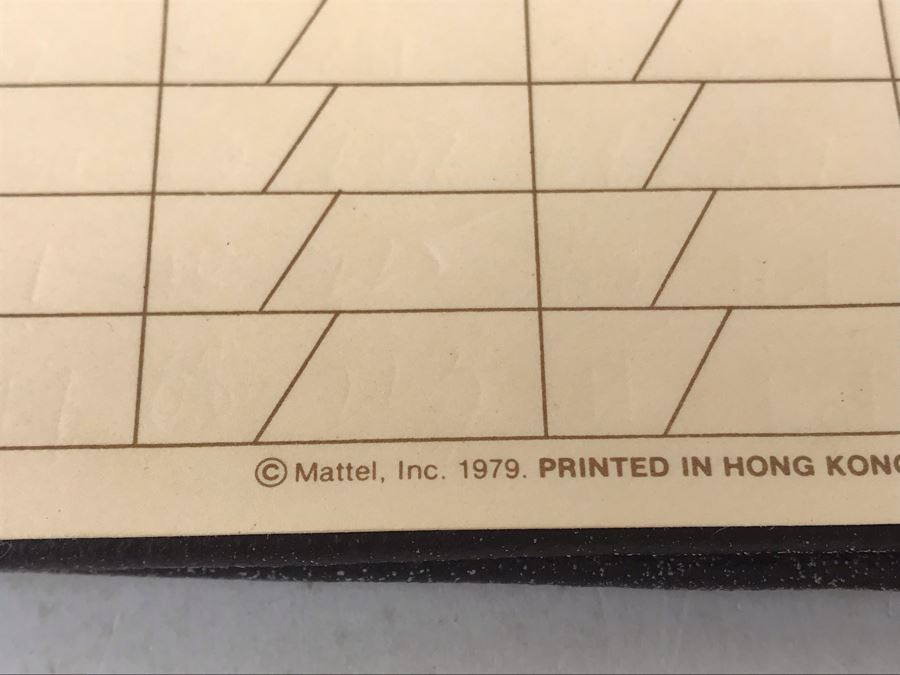 © Mattel, Inc. 1979. PRINTED IN HONG KONG